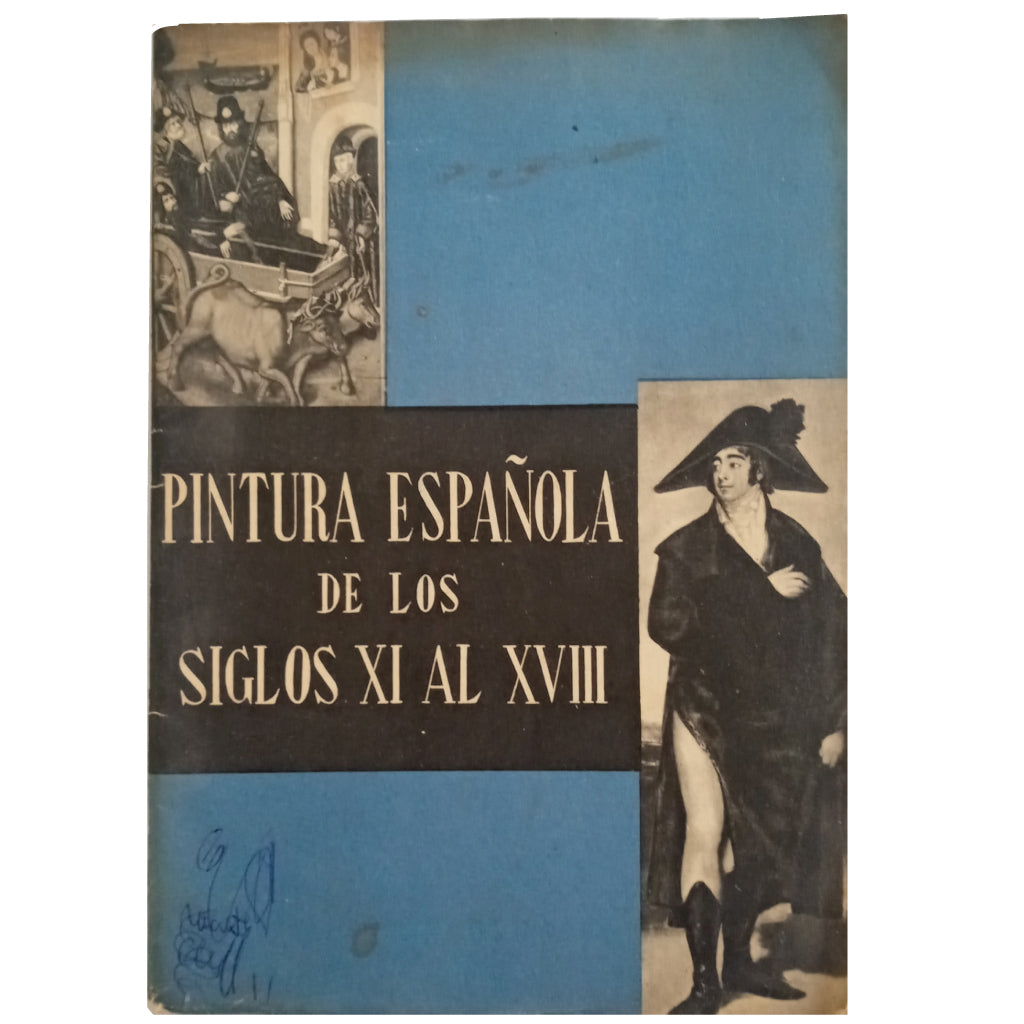 PINTURA ESPAÑOLA
DE LOS
SIGLOS XI AL XVIII